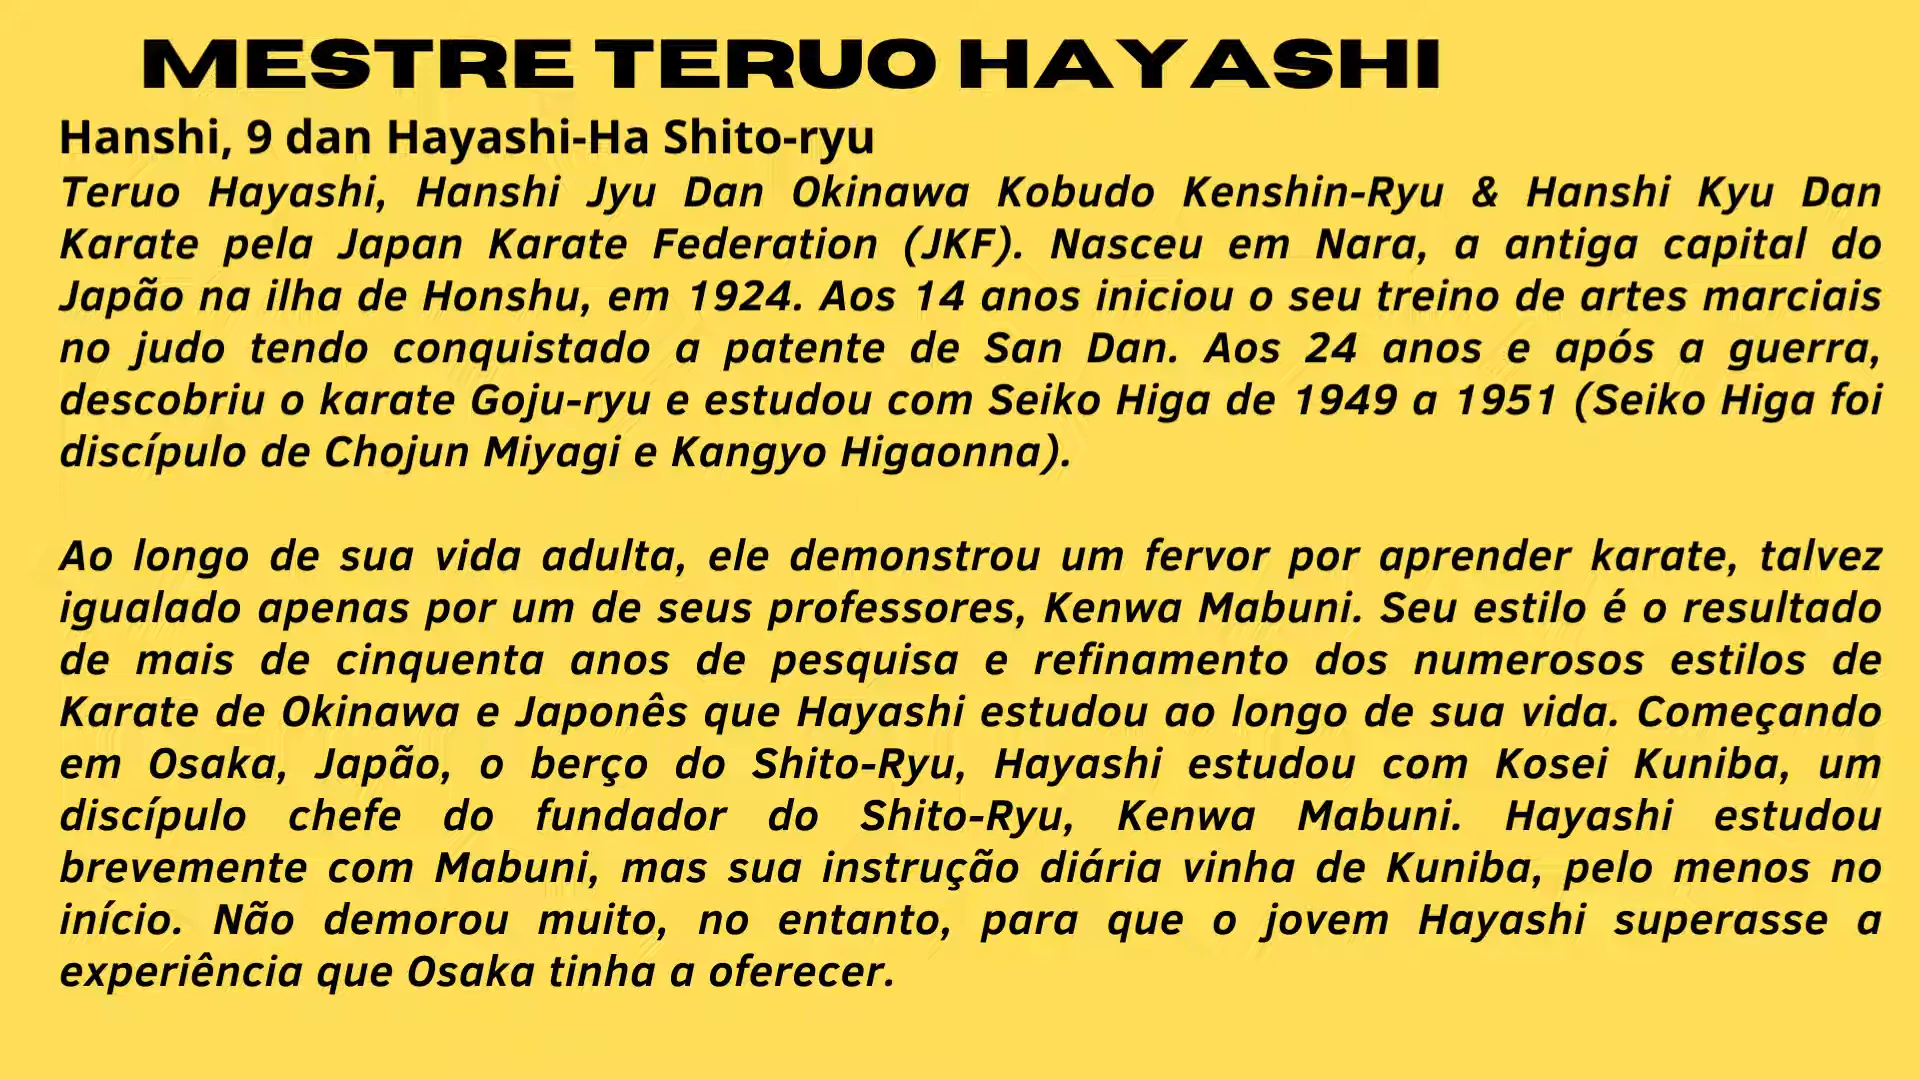 MESTRE TERUO HAYASHI
Hanshi, 9 dan Hayashi-Ha Shito-ryu
Teruo Hayashi, Hanshi Jyu Dan Okinawa Kobudo Kenshin-Ryu & Hanshi Kyu Dan
Karate pela Japan Karate Federation (JKF). Nasceu em Nara, a antiga capital do
Japão na ilha de Honshu, em 1924. Aos 14 anos iniciou o seu treino de artes marciais
no judo tendo conquistado a patente de San Dan. Aos 24 anos e após a guerra,
descobriu o karate Goju-ryu e estudou com Seiko Higa de 1949 a 1951 (Seiko Higa foi
discípulo de Chojun Miyagi e Kangyo Higaonna).
Ao longo de sua vida adulta, ele demonstrou um fervor por aprender karate, talvez
igualado apenas por um de seus professores, Kenwa Mabuni. Seu estilo é o resultado
de mais de cinquenta anos de pesquisa e refinamento dos numerosos estilos de
Karate de Okinawa e Japonês que Hayashi estudou ao longo de sua vida. Começando
em Osaka, Japão, o berço do Shito-Ryu, Hayashi estudou com Kosei Kuniba, um
discípulo chefe do fundador do Shito-Ryu, Kenwa Mabuni. Hayashi estudou
brevemente com Mabuni, mas sua instrução diária vinha de Kuniba, pelo menos no
início. Não demorou muito, no entanto, para que o jovem Hayashi superasse a
experiência que Osaka tinha a oferecer.